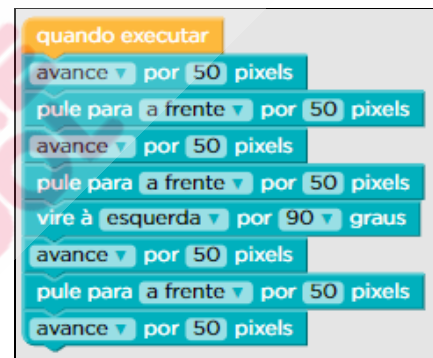 quando executar
avance por 50 pixels
pule para a frente por 50 pixels
avance por 50 pixels
pule para a frente por 50 pixels
vire à esquerda por 90 graus
avance por 50 pixels
pule para a frente por 50 pixels
avance por 50 pixels